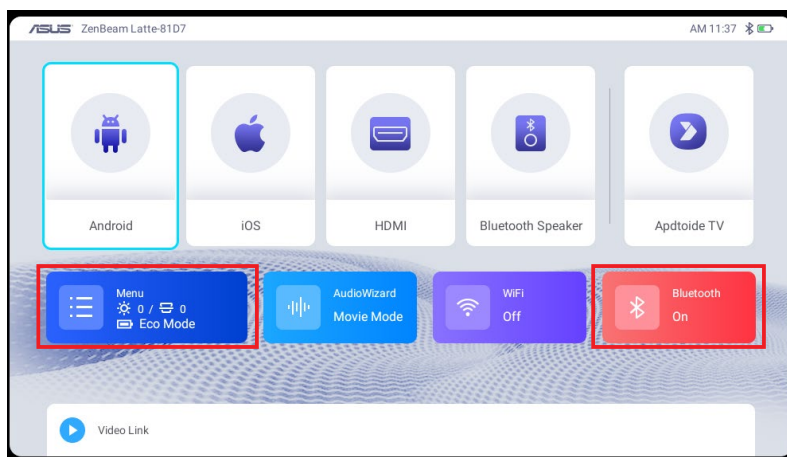 ASUS ZenBeam Latte-81D7 AM 11:37
Android iOS HDMI Bluetooth Speaker Apdtoide TV
Menu
0 / 0
Eco Mode
AudioWizard
Movie Mode
WiFi
Off
Bluetooth
On
Video Link